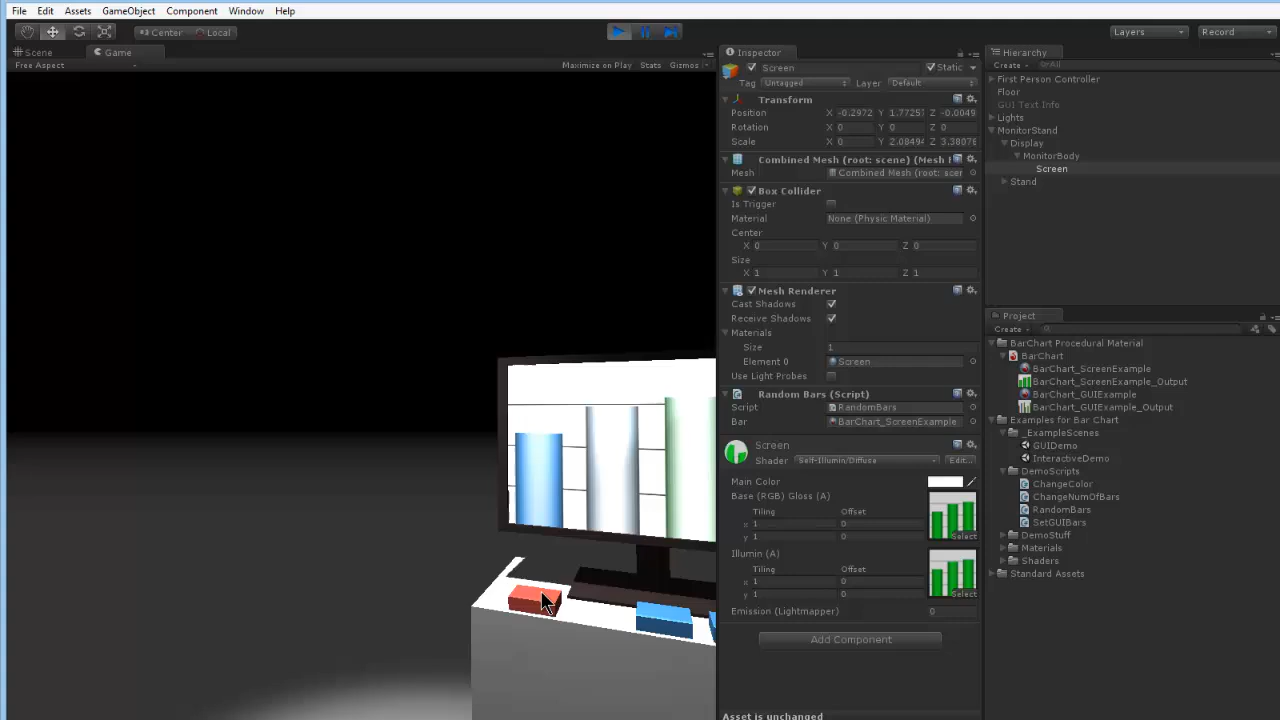 File Edit Assets GameObject Component Window Help
Center Local
Layers Record
Scene Game
Free Aspect
Maximize on Play Stats Gizmos
Inspector
Screen Static
Tag Untagged Layer Default
Transform
Position X -0.2972 Y 1.7725 Z -0.0049
Rotation X 0 Y 0 Z 0
Scale X 0 Y 2.0849 Z 3.3807
Combined Mesh (root: scene) (Mesh
Mesh Combined Mesh (root: scer
Box Collider
Is Trigger
Material None (Physic Material)
Center
X 0 Y 0 Z 0
Size
X 1 Y 1 Z 1
Mesh Renderer
Cast Shadows
Receive Shadows
Materials
Size 1
Element 0 Screen
Use Light Probes
Random Bars (Script)
Script RandomBars
Bar BarChart_ScreenExample
Screen
Shader Self-Illumin/Diffuse Edit...
Main Color
Base (RGB) Gloss (A)
Tiling Offset
x 1 0
y 1 0
Select
Illumin (A)
Tiling Offset
x 1 0
y 1 0
Select
Emission (Lightmapper) 0
Add Component
Asset is unchanged
Hierarchy
Create All
First Person Controller
Floor
GUI Text Info
Lights
MonitorStand
Display
MonitorBody
Screen
Stand
Project
Create
BarChart Procedural Material
BarChart
BarChart_ScreenExample
BarChart_ScreenExample_Output
BarChart_GUIExample
BarChart_GUIExample_Output
Examples for Bar Chart
_ExampleScenes
GUIDemo
InteractiveDemo
DemoScripts
ChangeColor
ChangeNumOfBars
RandomBars
SetGUIBars
DemoStuff
Materials
Shaders
Standard Assets